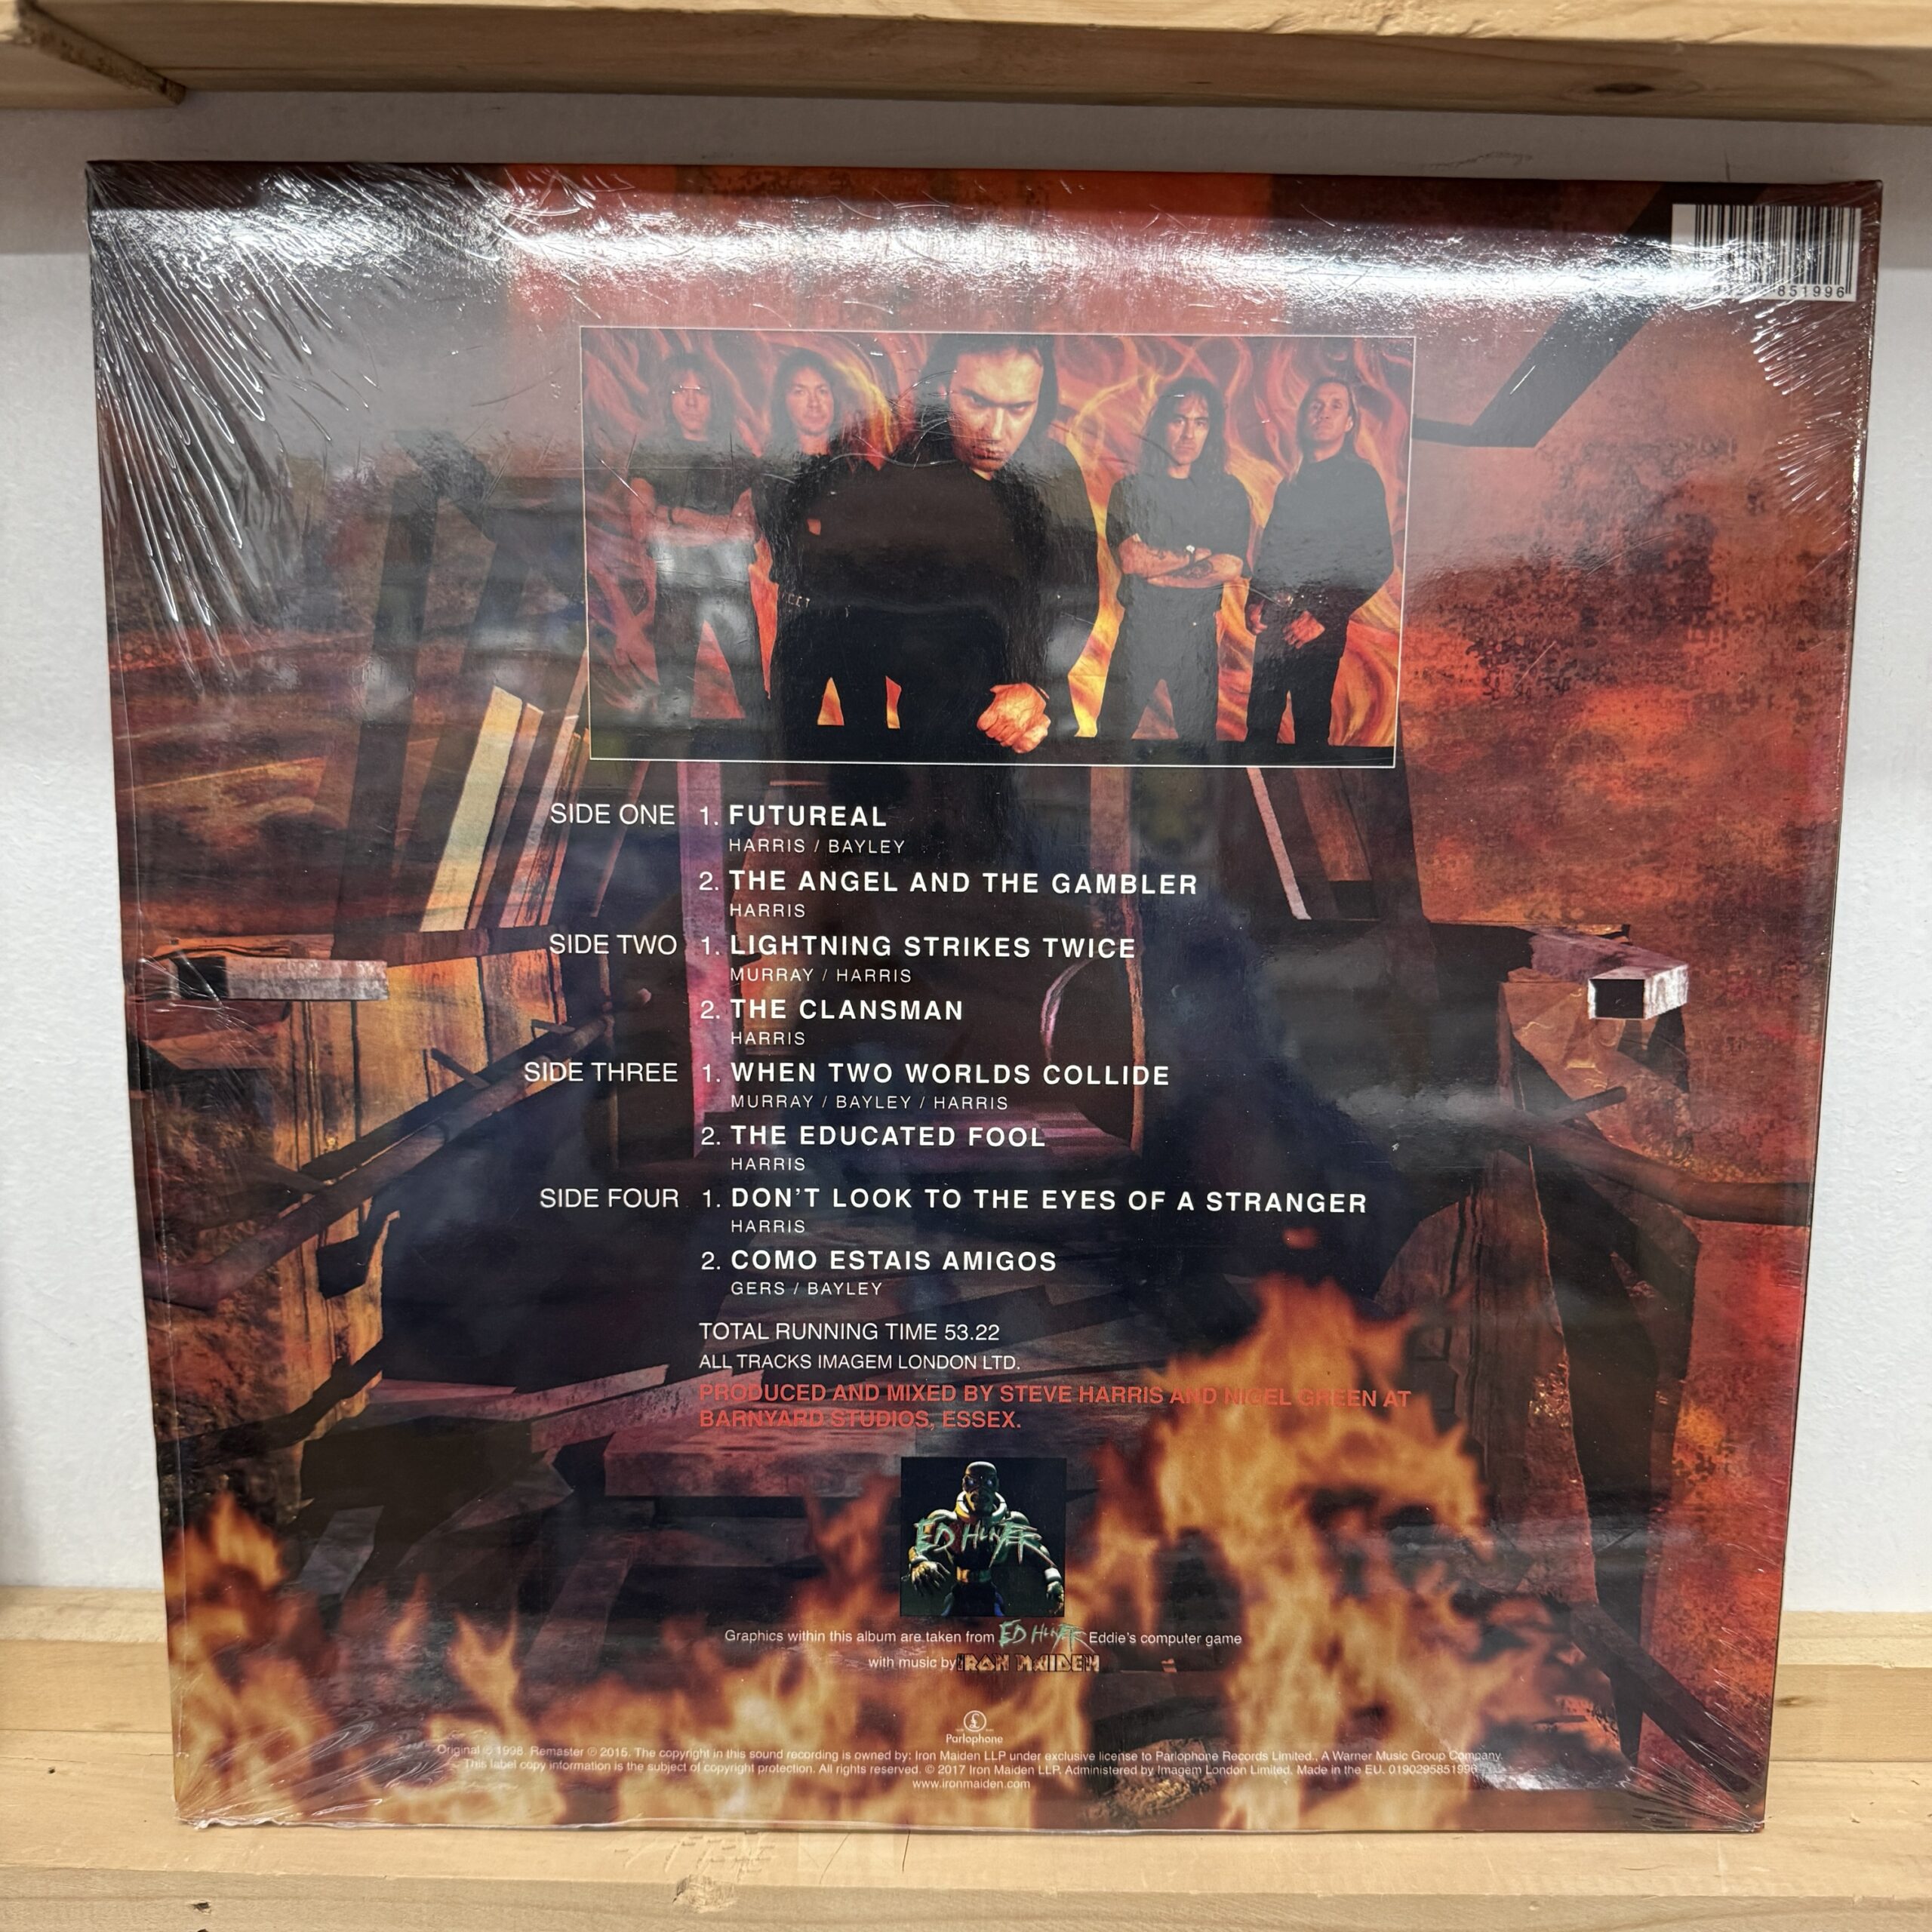 851996
SIDE ONE 1. FUTUREAL
HARRIS / BAYLEY
2. THE ANGEL AND THE GAMBLER
HARRIS
SIDE TWO 1. LIGHTNING STRIKES TWICE
MURRAY / HARRIS
2. THE CLANSMAN
HARRIS
SIDE THREE 1. WHEN TWO WORLDS COLLIDE
MURRAY / BAYLEY / HARRIS
2. THE EDUCATED FOOL
HARRIS
SIDE FOUR 1. DON'T LOOK TO THE EYES OF A STRANGER
HARRIS
2. COMO ESTAIS AMIGOS
GERS / BAYLEY
TOTAL RUNNING TIME 53.22
ALL TRACKS IMAGEM LONDON LTD.
PRODUCED AND MIXED BY STEVE HARRIS AND NIGEL GREEN AT
BARNYARD STUDIOS, ESSEX.
ED HUNTER
Graphics within this album are taken from ED HUNTER Eddie's computer game
with music by IRON MAIDEN
Parlophone
Original ℗ 1998. Remaster ℗ 2015. The copyright in this sound recording is owned by: Iron Maiden LLP under exclusive license to Parlophone Records Limited., A Warner Music Group Company.
This label copy information is the subject of copyright protection. All rights reserved. © 2017 Iron Maiden LLP. Administered by Imagem London Limited. Made in the EU. 0190295851996
www.ironmaiden.com